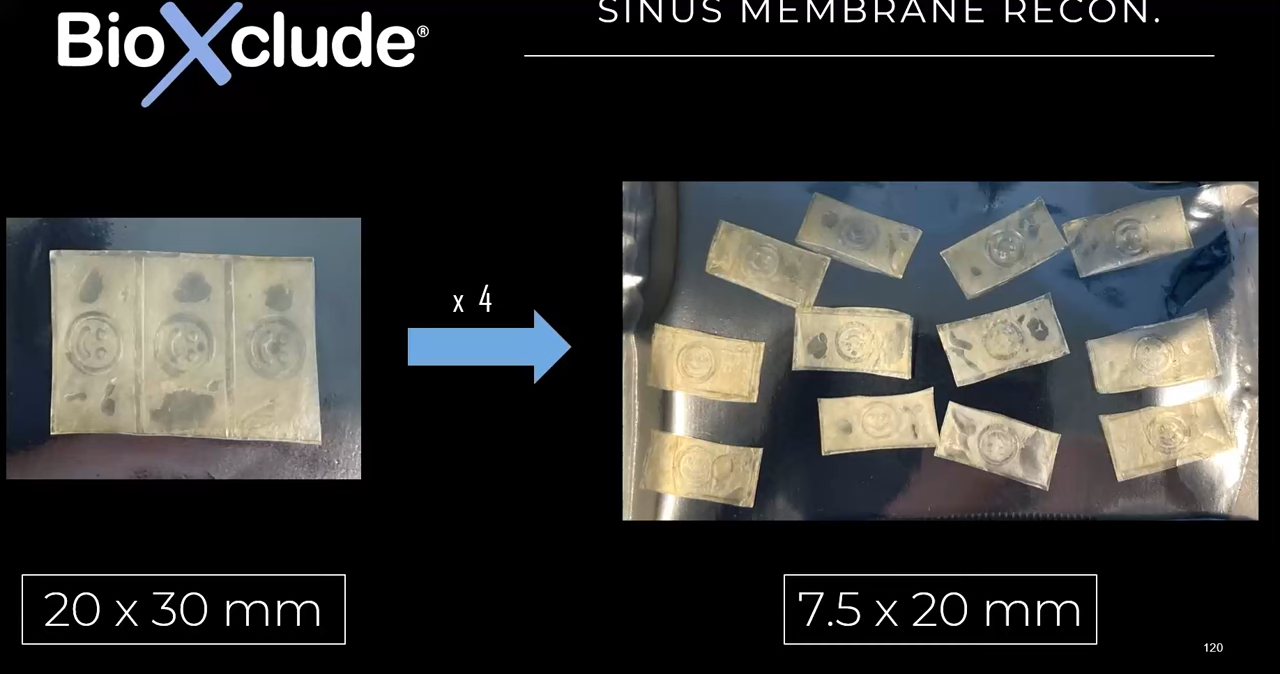 BioXclude®
SINUS MEMBRANE RECON.
x 4
20 x 30 mm
7.5 x 20 mm
120